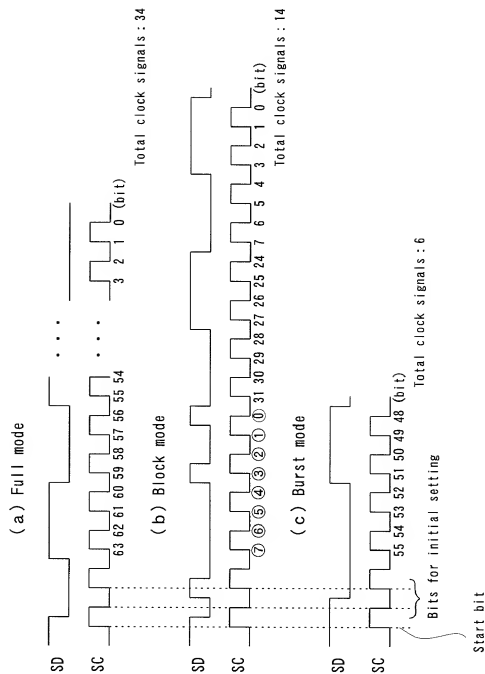 (a) Full mode
SD
SC
63 62 61 60 59 58 57 56 55 54
. . .
. . .
3 2 1 0 (bit)
Total clock signals : 34
(b) Block mode
SD
SC
⑦ ⑥ ⑤ ④ ③ ② ① ⓪ 31 30 29 28 27 26 25 24 7 6 5 4 3 2 1 0 (bit)
Total clock signals : 14
(c) Burst mode
SD
SC
55 54 53 52 51 50 49 48 (bit)
Total clock signals : 6
Bits for initial setting
Start bit